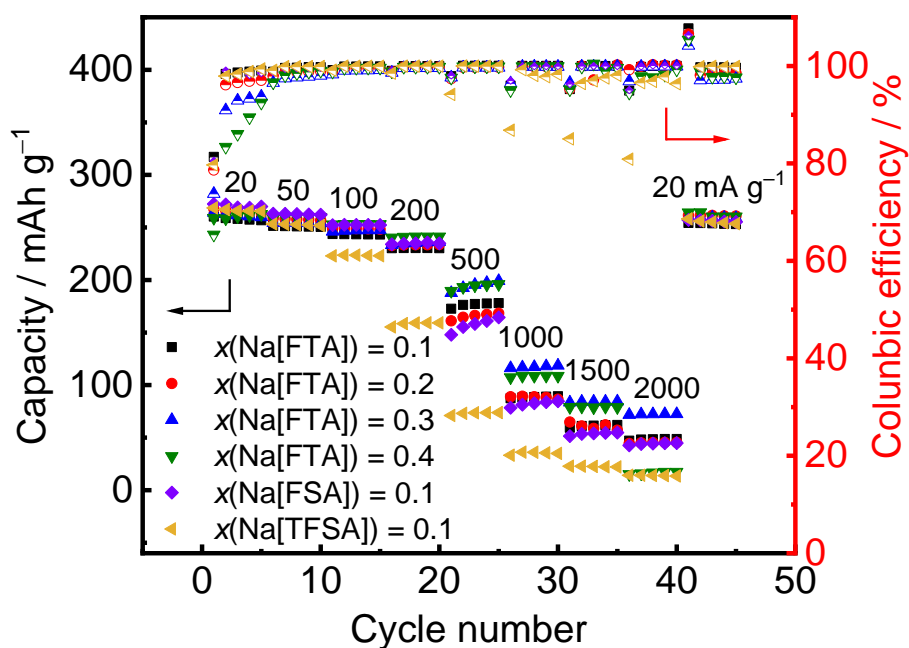 400
300
200
100
0
Capacity / mAh g⁻¹
20
50
100
200
500
1000
1500
2000
20 mA g⁻¹
x(Na[FTA]) = 0.1
x(Na[FTA]) = 0.2
x(Na[FTA]) = 0.3
x(Na[FTA]) = 0.4
x(Na[FSA]) = 0.1
x(Na[TFSA]) = 0.1
100
80
60
40
20
0
Columbic efficiency / %
0
10
20
30
40
50
Cycle number